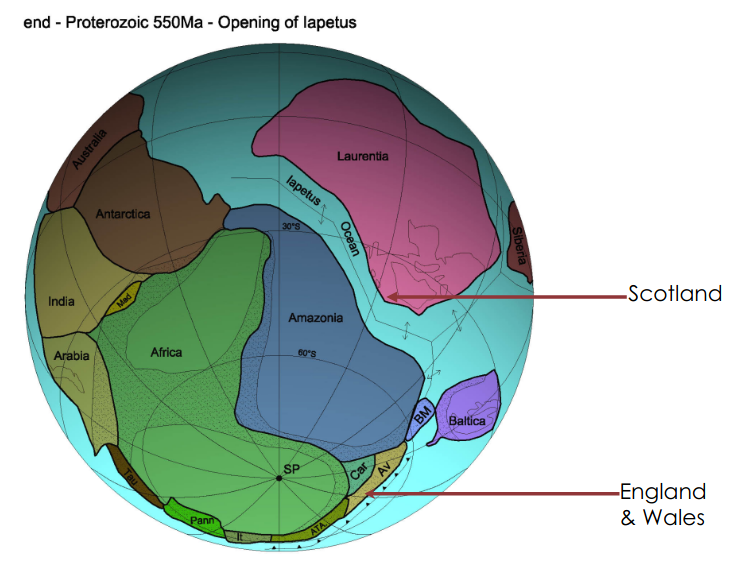 end - Proterozoic 550Ma - Opening of Iapetus
Australia
Laurentia
Iapetus
Ocean
Antarctica
30°S
Siberia
India
Mad
Scotland
Amazonia
Arabia
Africa
60°S
BM
Baltica
SP
Car
Av
Tau
England
& Wales
Pann
It
ATA